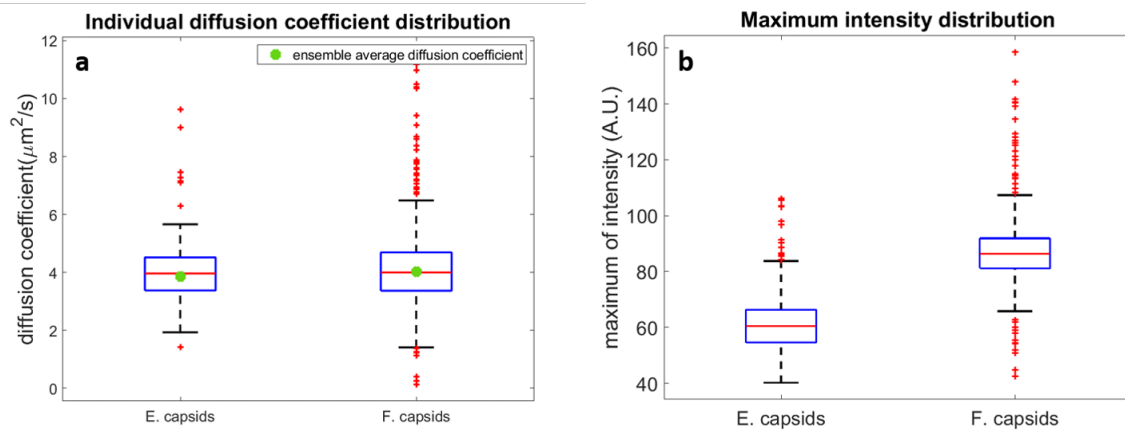 Individual diffusion coefficient distribution
a
ensemble average diffusion coefficient
diffusion coefficient(μm²/s)
12
10
8
6
4
2
0
E. capsids F. capsids
Maximum intensity distribution
b
maximum of intensity (A.U.)
160
140
120
100
80
60
40
E. capsids F. capsids